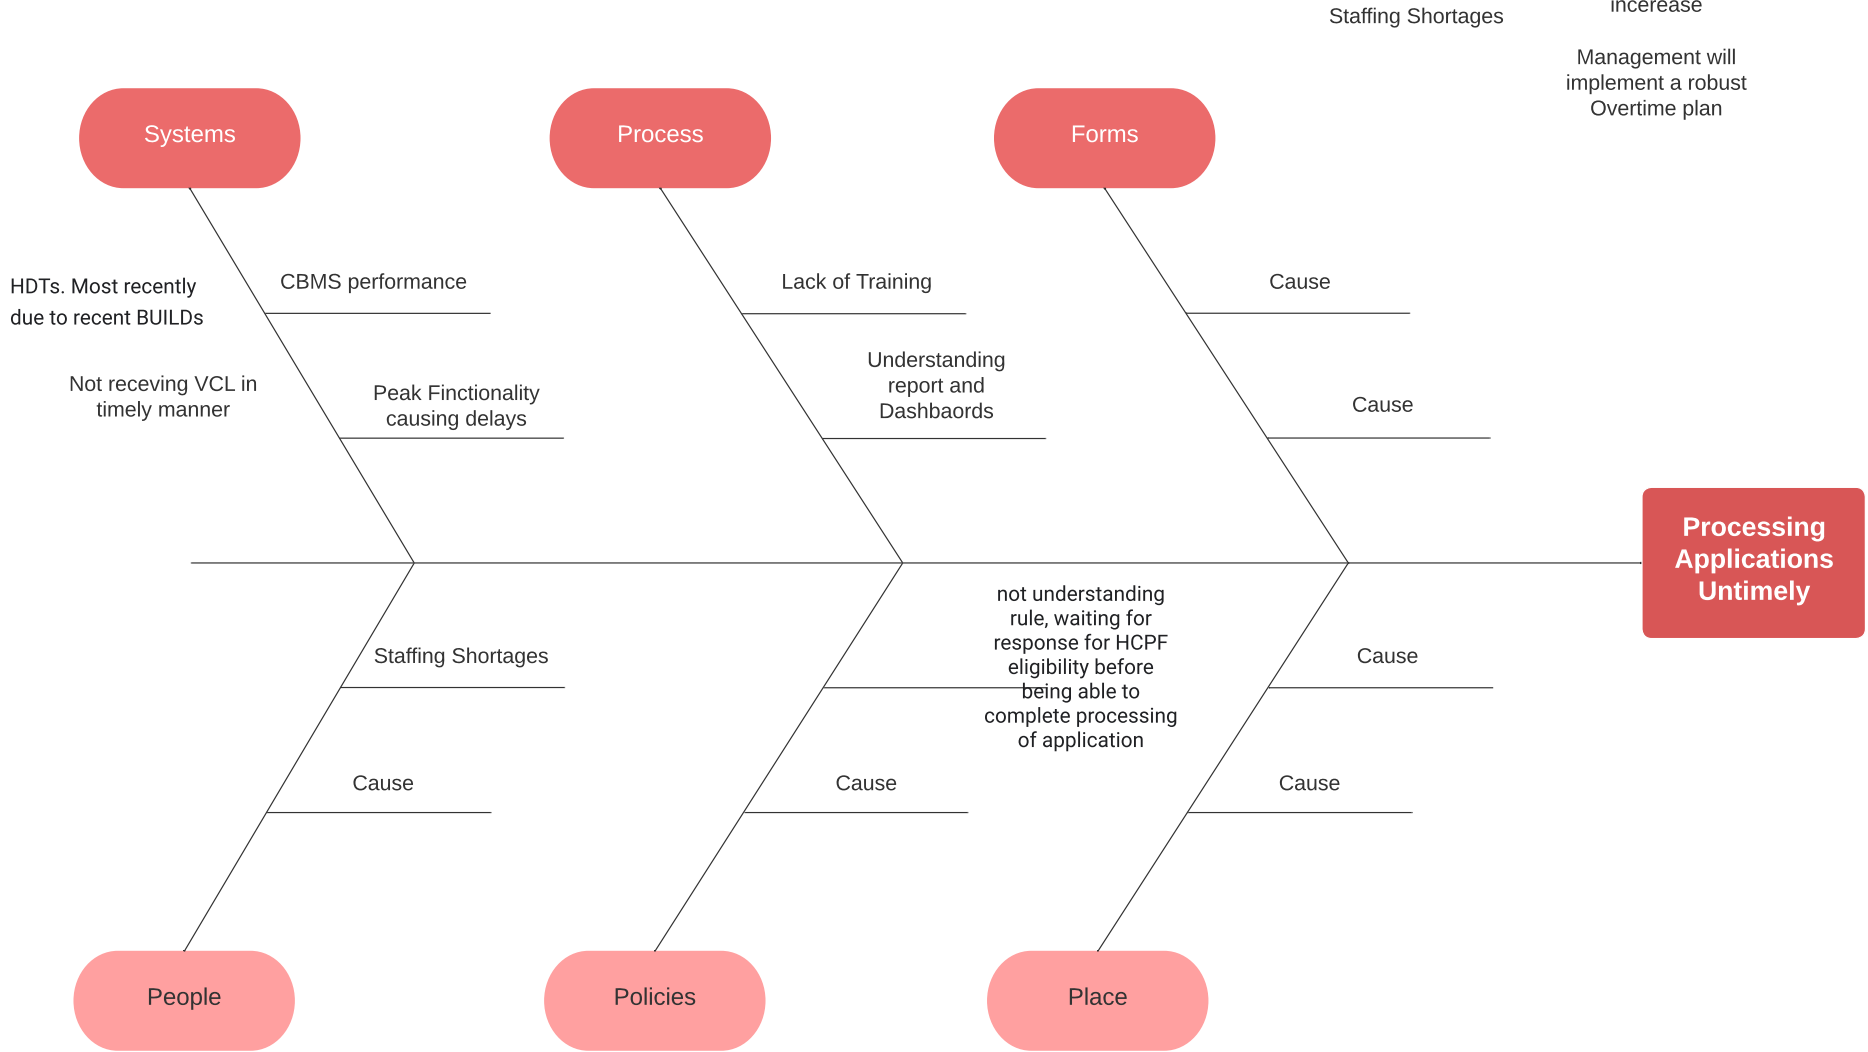 incerease
Staffing Shortages
Management will
implement a robust
Overtime plan
Systems
Process
Forms
HDTs. Most recently
due to recent BUILDs
CBMS performance
Lack of Training
Cause
Not receving VCL in
timely manner
Peak Finctionality
causing delays
Understanding
report and
Dashbaords
Cause
Processing
Applications
Untimely
not understanding
rule, waiting for
response for HCPF
eligibility before
being able to
complete processing
of application
Staffing Shortages
Cause
Cause
Cause
Cause
People
Policies
Place